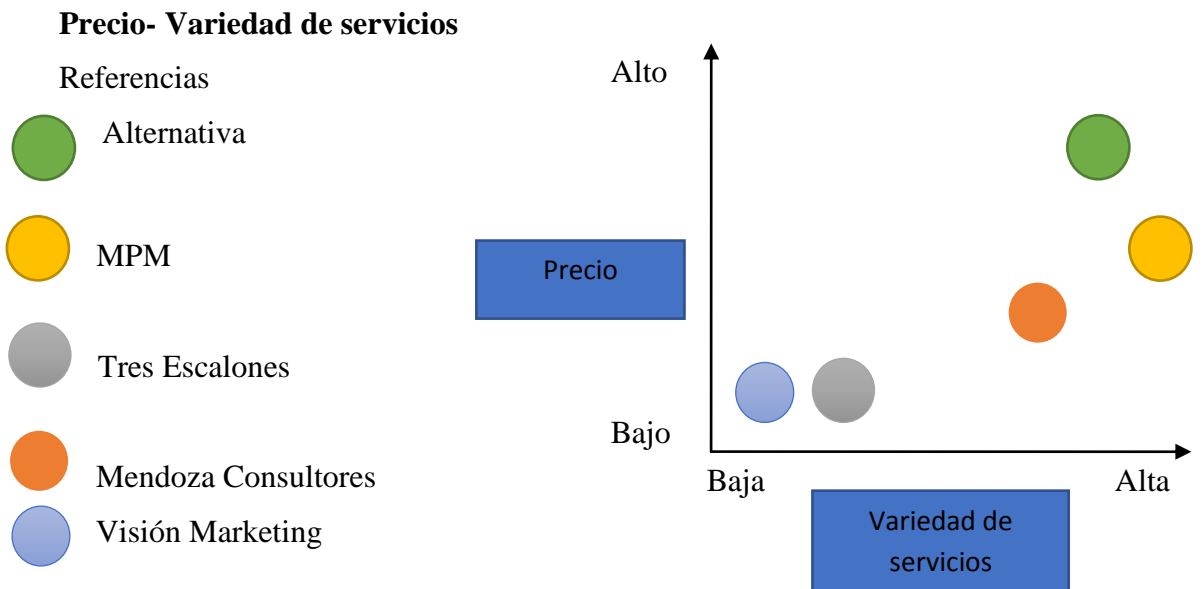 Precio- Variedad de servicios
Referencias
Alternativa
MPM
Tres Escalones
Mendoza Consultores
Visión Marketing
Alto
Precio
Bajo
Baja
Alta
Variedad de
servicios